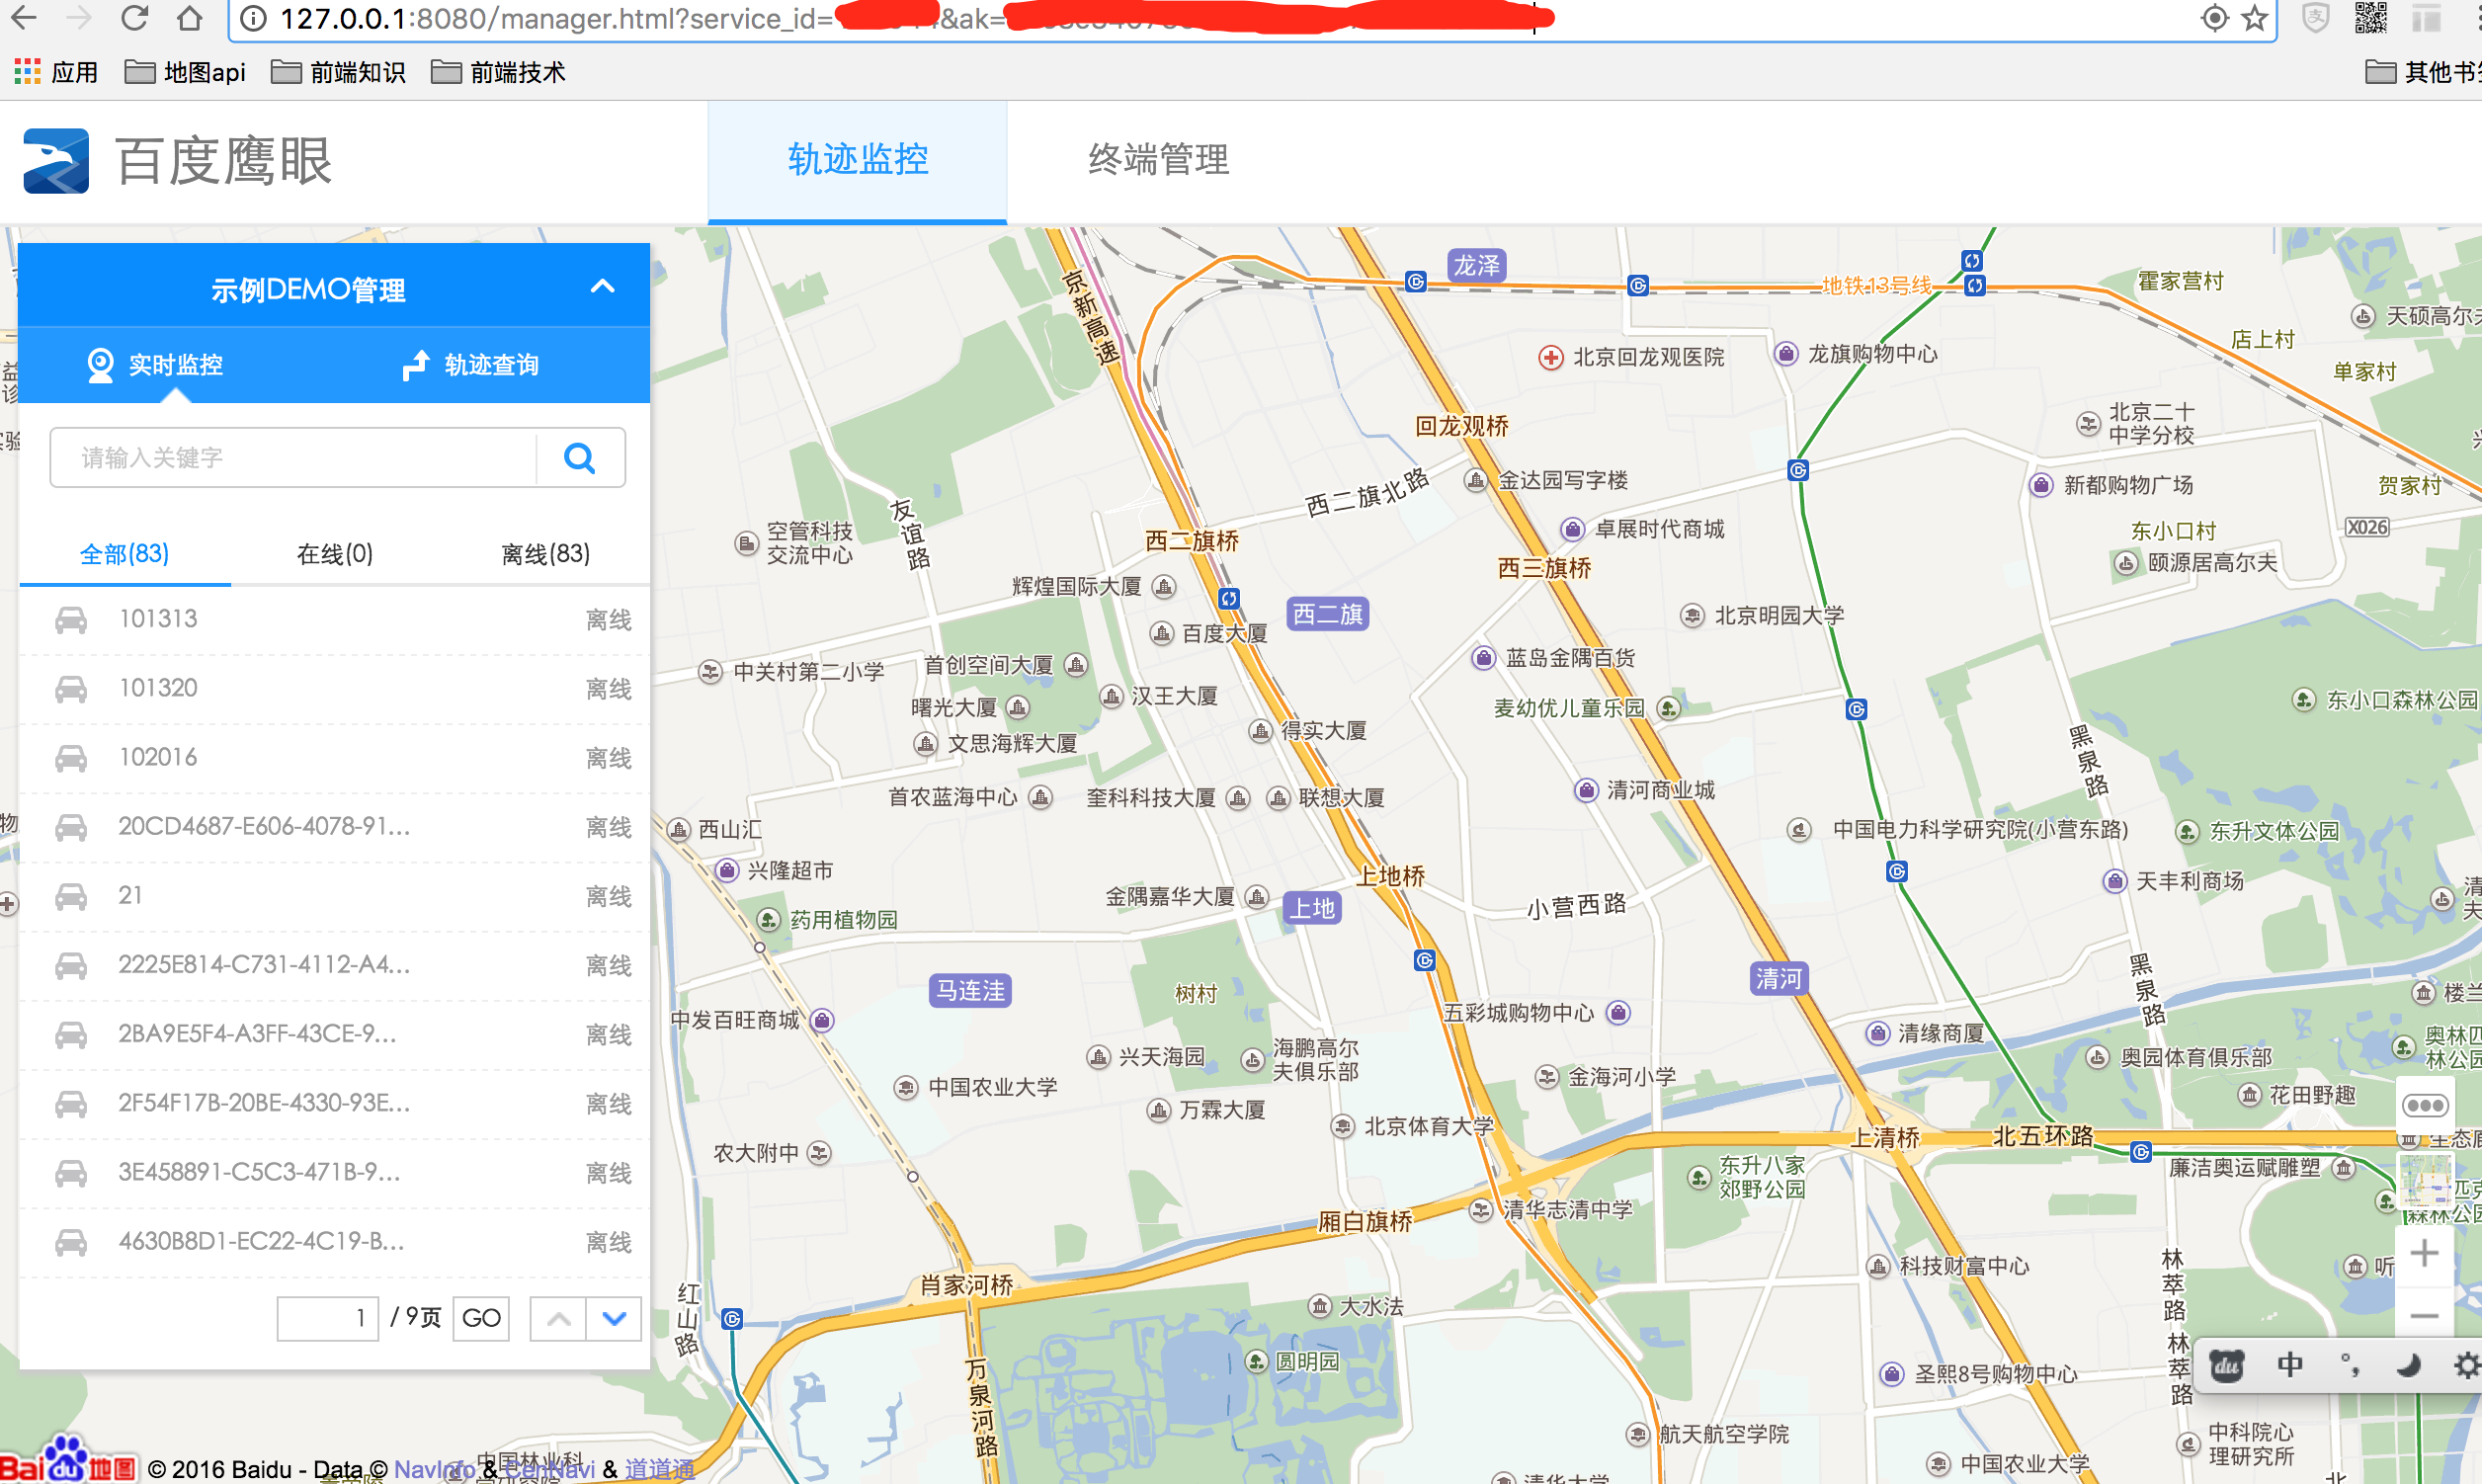 127.0.0.1:8080/manager.html?service_id=
&ak=
应用
地图api
前端知识
前端技术
其他书
百度鹰眼
轨迹监控
终端管理
示例DEMO管理
实时监控
轨迹查询
请输入关键字
全部(83)
在线(0)
离线(83)
101313 离线
101320 离线
102016 离线
20CD4687-E606-4078-91... 离线
21 离线
2225E814-C731-4112-A4... 离线
2BA9E5F4-A3FF-43CE-9... 离线
2F54F17B-20BE-4330-93E... 离线
3E458891-C5C3-471B-9... 离线
4630B8D1-EC22-4C19-B... 离线
1 / 9页 GO
京新高速
龙泽
地铁13号线
霍家营村
天硕高尔夫
店上村
单家村
北京回龙观医院
龙旗购物中心
回龙观桥
北京二十
中学分校
西二旗北路
金达园写字楼
新都购物广场
贺家村
友谊路
空管科技
交流中心
西二旗桥
卓展时代商城
东小口村
X026
西三旗桥
颐源居高尔夫
辉煌国际大厦
西二旗
北京明园大学
百度大厦
中关村第二小学
首创空间大厦
蓝岛金隅百货
汉王大厦
东小口森林公园
曙光大厦
麦幼优儿童乐园
得实大厦
文思海辉大厦
黑泉路
首农蓝海中心
奎科科技大厦
联想大厦
清河商业城
西山汇
中国电力科学研究院(小营东路)
东升文体公园
兴隆超市
上地桥
天丰利商场
金隅嘉华大厦
上地
小营西路
药用植物园
马连洼
树村
清河
黑泉路
中发百旺商城
五彩城购物中心
清缘商厦
兴天海园
海鹏高尔
夫俱乐部
奥园体育俱乐部
中国农业大学
金海河小学
花田野趣
万霖大厦
北京体育大学
上清桥
北五环路
农大附中
东升八家
郊野公园
廉洁奥运赋雕塑
厢白旗桥
清华志清中学
森林公园
科技财富中心
林萃路
肖家河桥
红山路
大水法
圆明园
林萃路
圣熙8号购物中心
万泉河路
航天航空学院
中科院心
理研究所
中国农业大学
清华大学
du 中
Bai du 地图
© 2016 Baidu - Data © NavInfo & CenNavi & 道道通